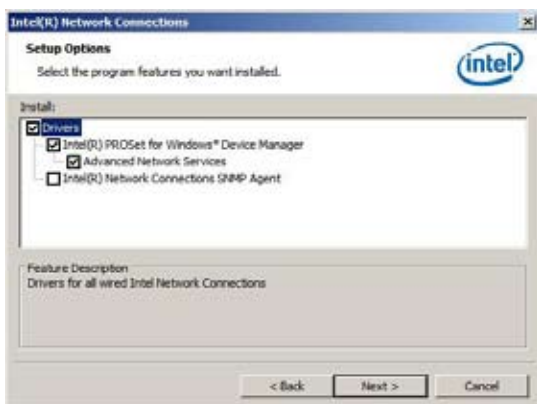 Intel(R) Network Connections
Setup Options
Select the program features you want installed.
intel
Install:
Drivers
Intel(R) PROSet for Windows* Device Manager
Advanced Network Services
Intel(R) Network Connections SNMP Agent
Feature Description
Drivers for all wired Intel Network Connections
< Back
Next >
Cancel